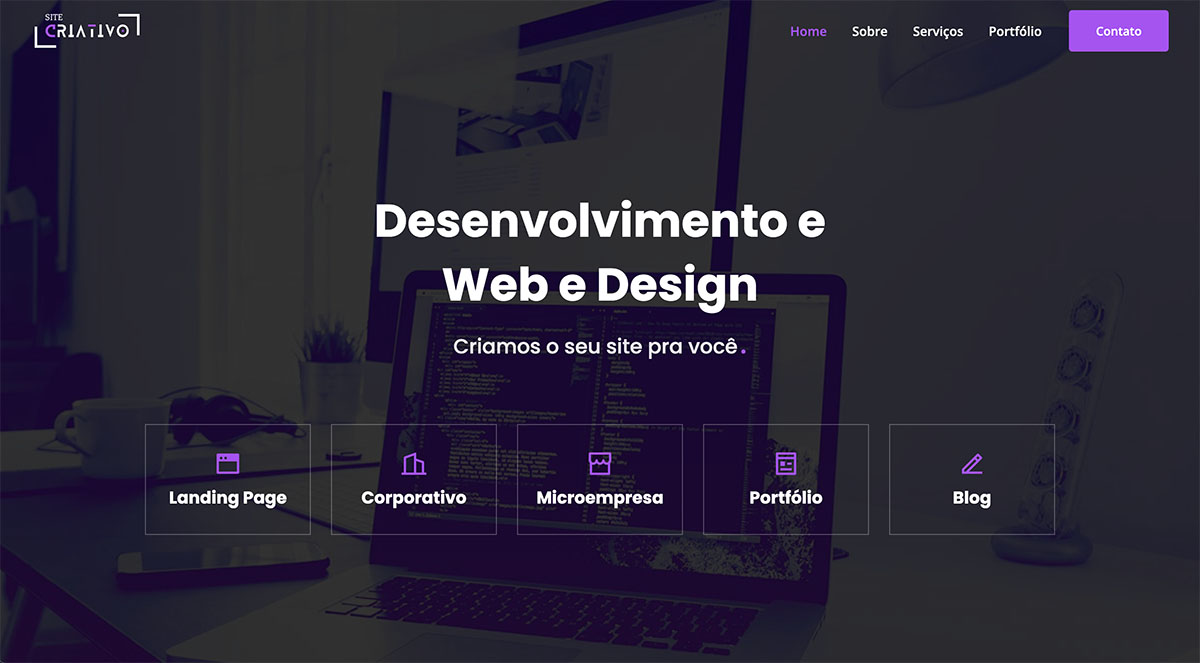 SITE
CRIATIVO
Home Sobre Serviços Portfólio Contato
Desenvolvimento e
Web e Design
Criamos o seu site pra você.
Landing Page Corporativo Microempresa Portfólio Blog